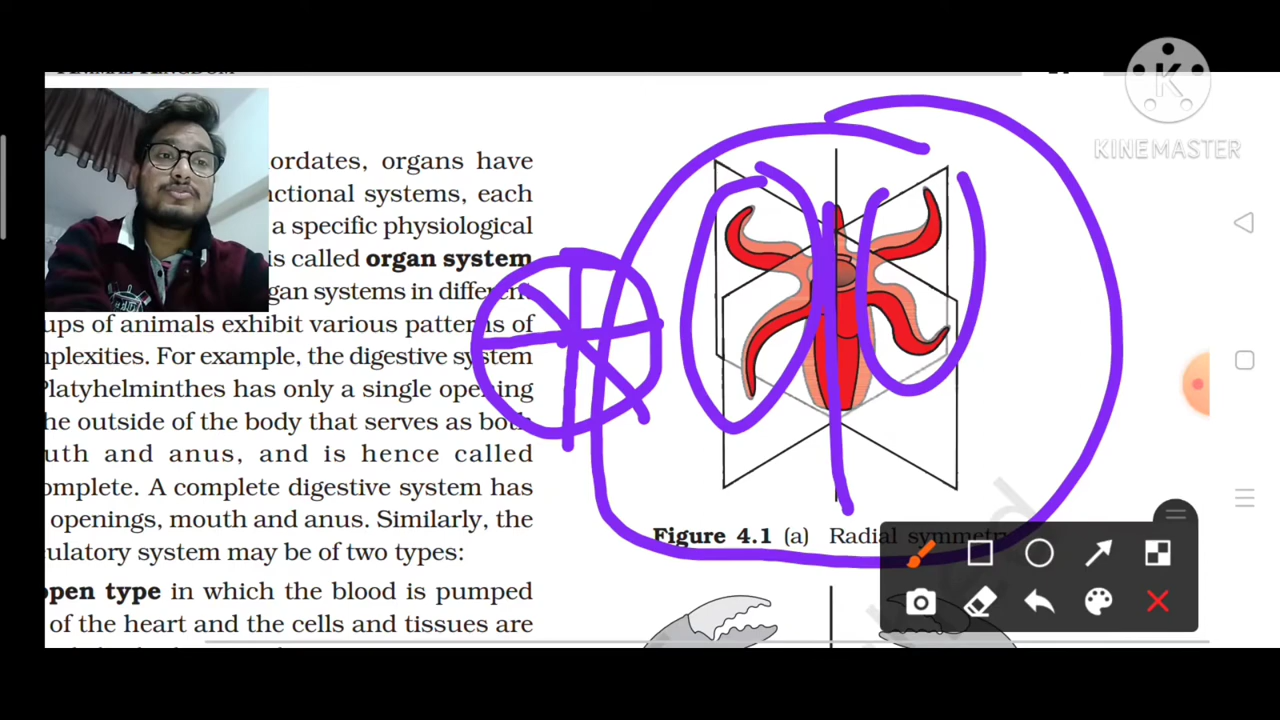 KINEMASTER
ordates, organs have
nctional systems, each
a specific physiological
is called organ system
gan systems in different
ups of animals exhibit various patterns of
nplexities. For example, the digestive system
Platyhelminthes has only a single opening
he outside of the body that serves as both
uth and anus, and is hence called
omplete. A complete digestive system has
openings, mouth and anus. Similarly, the
ulatory system may be of two types:
open type in which the blood is pumped
of the heart and the cells and tissues are
Figure 4.1 (a) Radial symmetry